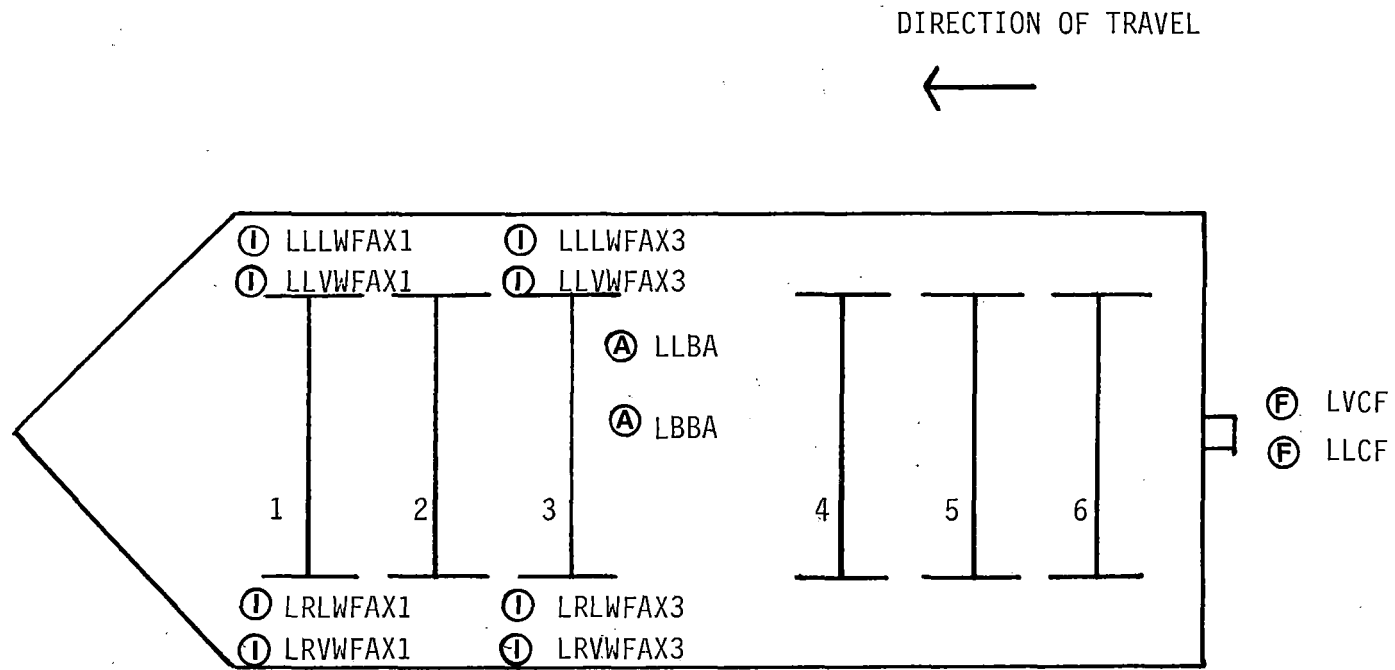 DIRECTION OF TRAVEL
I LLLWFAX1 I LLLWFAX3
I LLVWFAX1 I LLVWFAX3
A LLBA
F LVCF
A LBBA
F LLCF
1 2 3 4 5 6
I LRLWFAX1 I LRLWFAX3
I LRVWFAX1 I LRVWFAX3